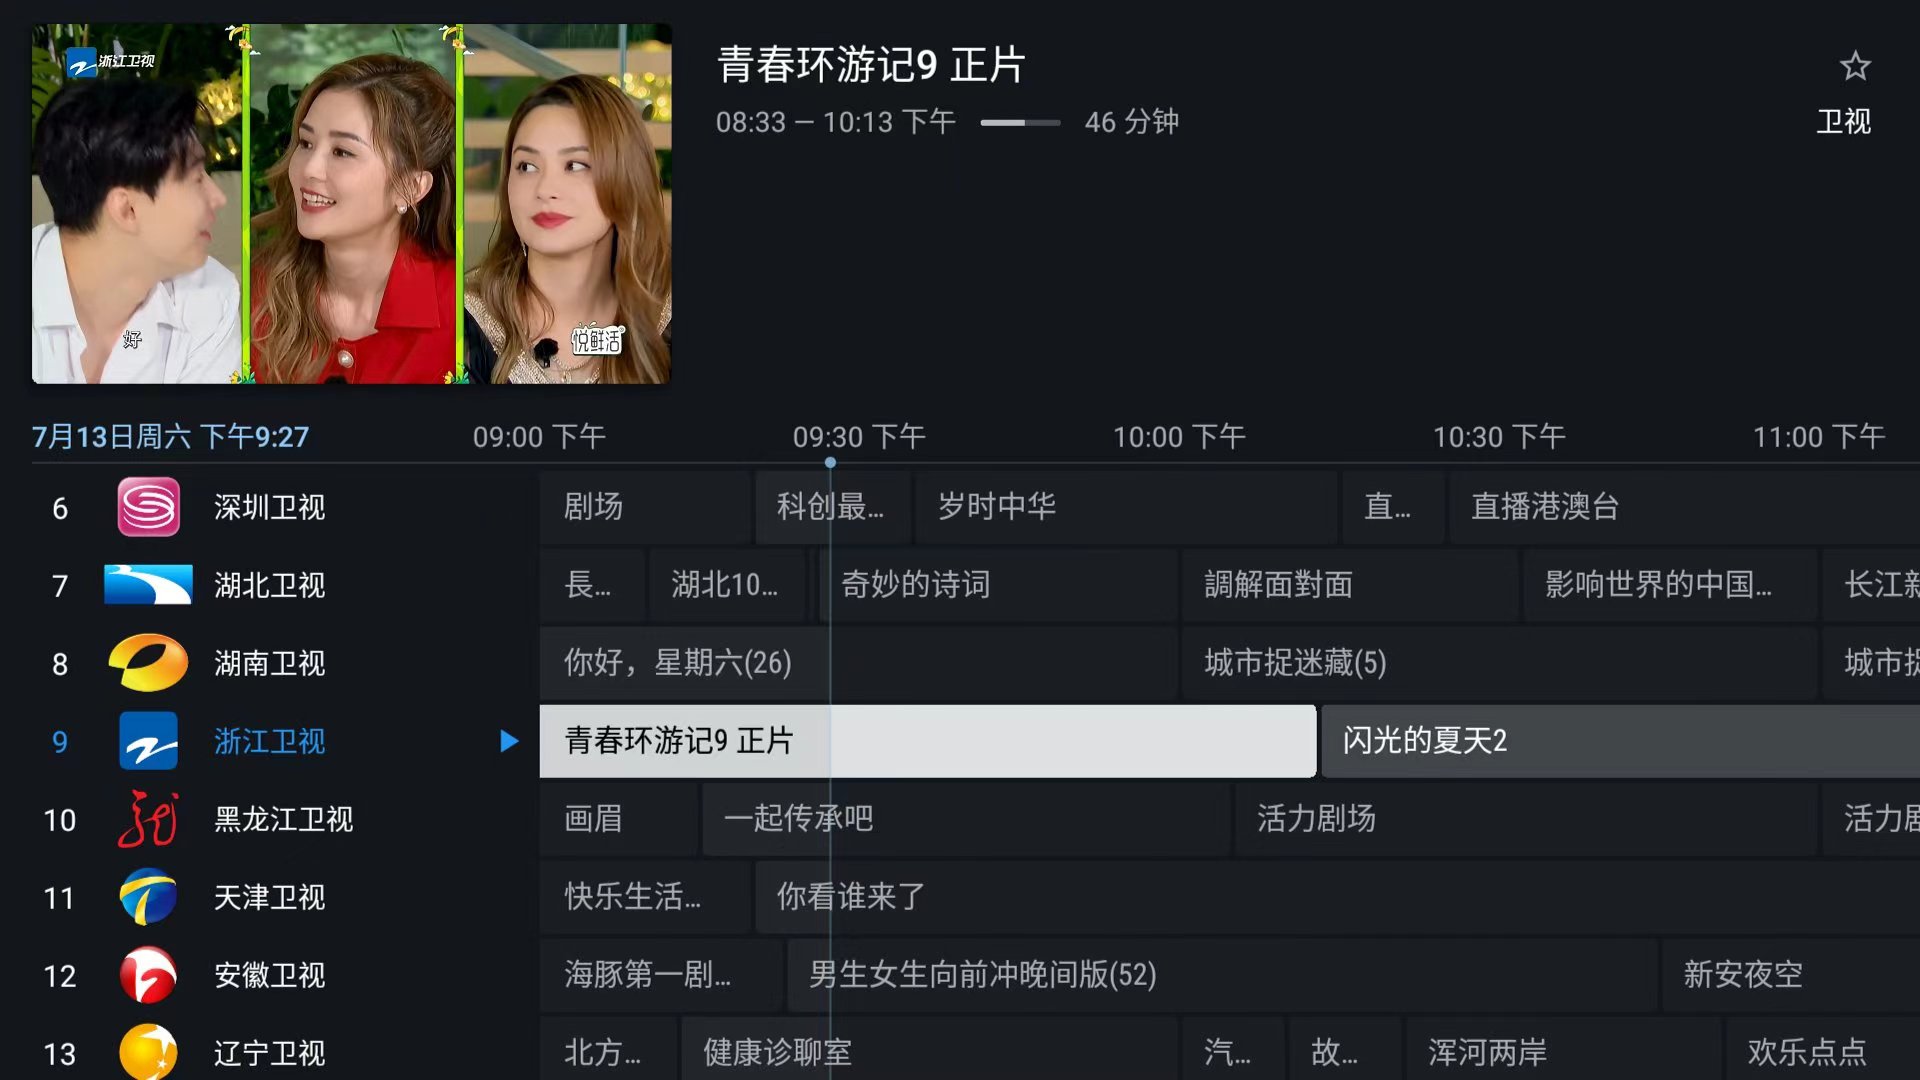 浙江卫视
好
悦鲜活
青春环游记9 正片
08:33 — 10:13 下午 46 分钟
卫视
7月13日周六 下午9:27 09:00 下午 09:30 下午 10:00 下午 10:30 下午 11:00 下午
6 深圳卫视 剧场 科创最... 岁时中华 直... 直播港澳台
7 湖北卫视 長... 湖北10... 奇妙的诗词 調解面對面 影响世界的中国... 长江新
8 湖南卫视 你好，星期六(26) 城市捉迷藏(5) 城市捉
9 浙江卫视 青春环游记9 正片 闪光的夏天2
10 黑龙江卫视 画眉 一起传承吧 活力剧场 活力剧
11 天津卫视 快乐生活... 你看谁来了
12 安徽卫视 海豚第一剧... 男生女生向前冲晚间版(52) 新安夜空
13 辽宁卫视 北方... 健康诊聊室 汽... 故... 浑河两岸 欢乐点点